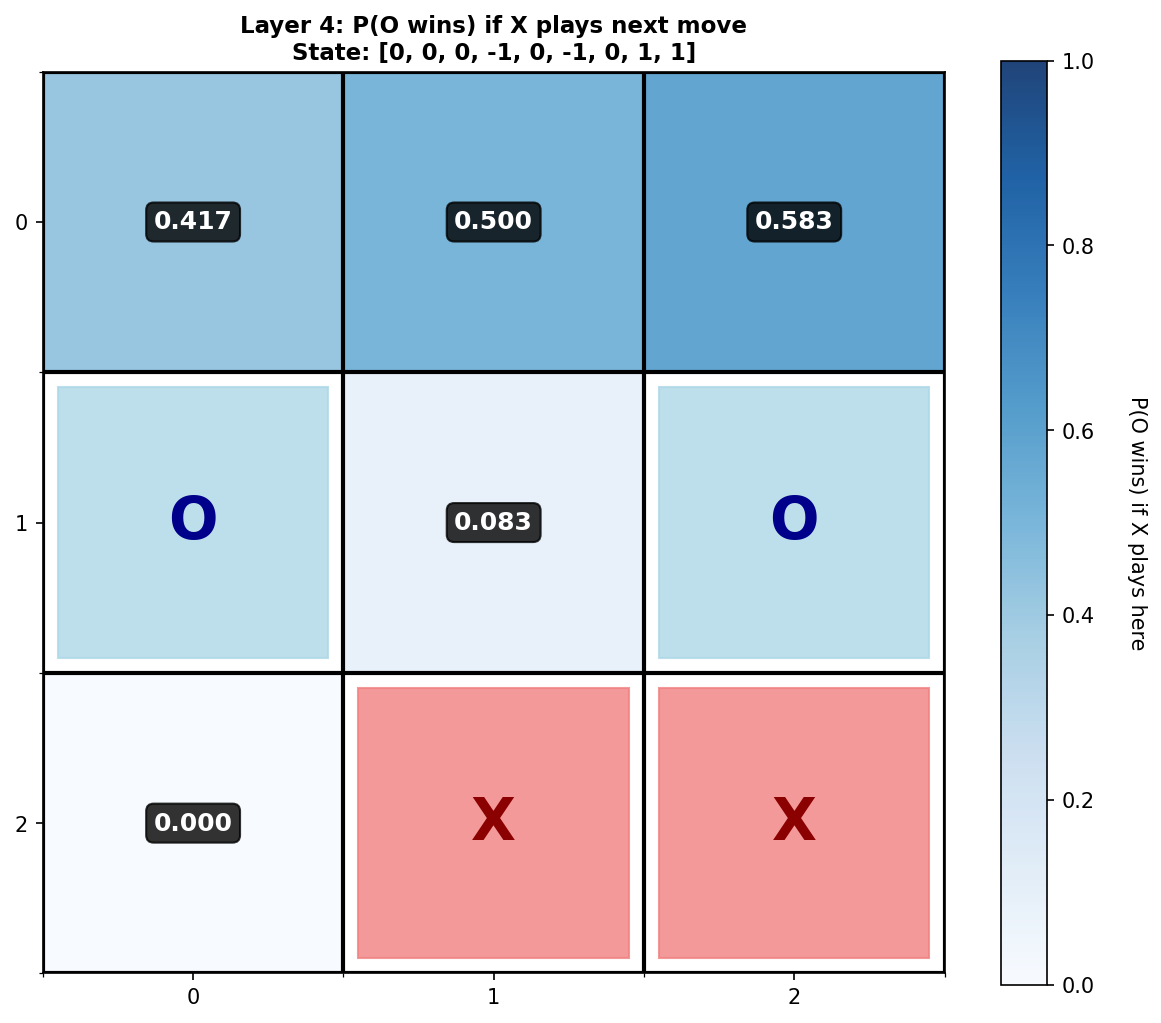 Layer 4: P(O wins) if X plays next move
State: [0, 0, 0, -1, 0, -1, 0, 1, 1]
0.417 0.500 0.583
O 0.083 O
0.000 X X
0
1
2
0 1 2
1.0
0.8
0.6
0.4
0.2
0.0
P(O wins) if X plays here